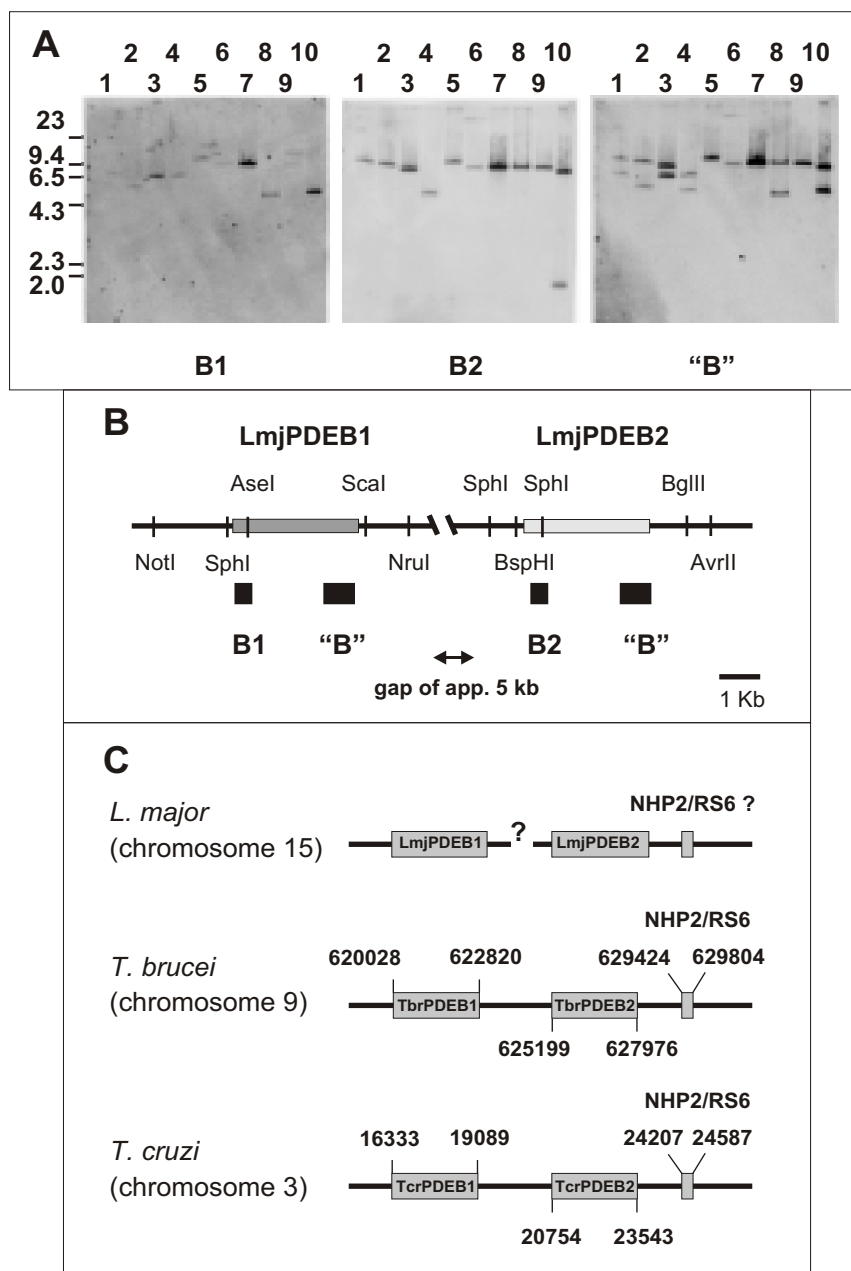 A
2 4 6 8 10
1 3 5 7 9
2 4 6 8 10
1 3 5 7 9
2 4 6 8 10
1 3 5 7 9
23
9.4
6.5
4.3
2.3
2.0
B1 B2 “B”
B
LmjPDEB1 LmjPDEB2
AseI ScaI SphI SphI BglII
NotI SphI NruI BspHI AvrII
B1 “B” B2 “B”
gap of app. 5 kb
1 Kb
C
L. major
(chromosome 15)
NHP2/RS6 ?
LmjPDEB1 ? LmjPDEB2
T. brucei
(chromosome 9)
NHP2/RS6
620028 622820 629424 629804
TbrPDEB1 TbrPDEB2
625199 627976
T. cruzi
(chromosome 3)
NHP2/RS6
16333 19089 24207 24587
TcrPDEB1 TcrPDEB2
20754 23543